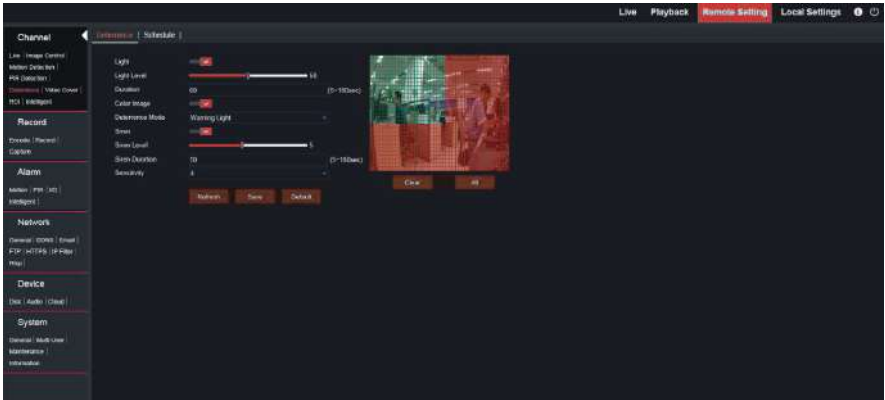 Live Playback Remote Setting Local Settings
Channel
Live | Image Control |
Motion Detection |
PIR Detection |
Deterrence | Video Cover |
ROI | Intelligent
Record
Encode | Record |
Capture
Alarm
Motion | PIR | I/O |
Intelligent |
Network
General | DDNS | Email |
FTP | HTTPS | IP Filter |
Rtsp |
Device
Disk | Audio | Cloud |
System
General | Multi-User |
Maintenance |
Information
Deterrence | Schedule |
Light
Light Level
Duration 60 (5~180sec)
Color Image
Deterrence Mode Warning Light
Siren
Siren Level 5
Siren Duration 10 (5~180sec)
Sensitivity 4
Refresh Save Default
Clear All